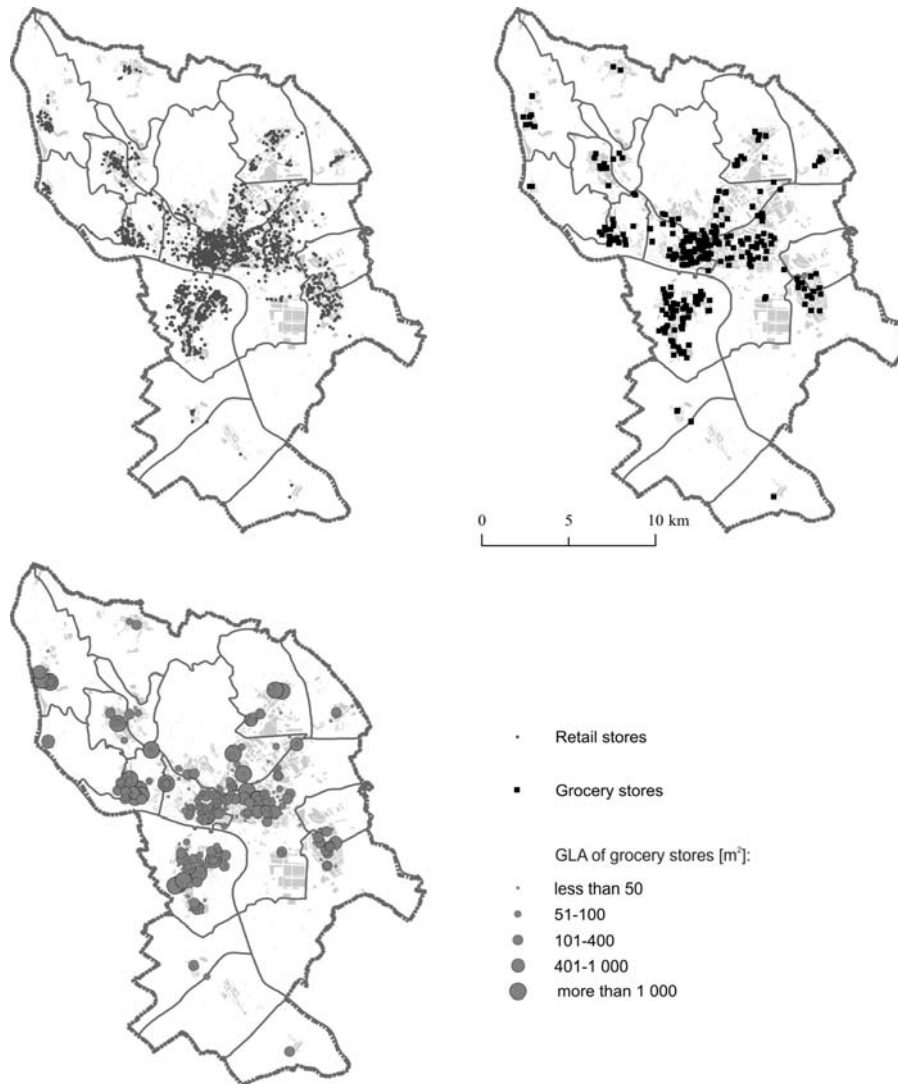 0 5 10 km
Retail stores
Grocery stores
GLA of grocery stores [m²]:
less than 50
51-100
101-400
401-1 000
more than 1 000